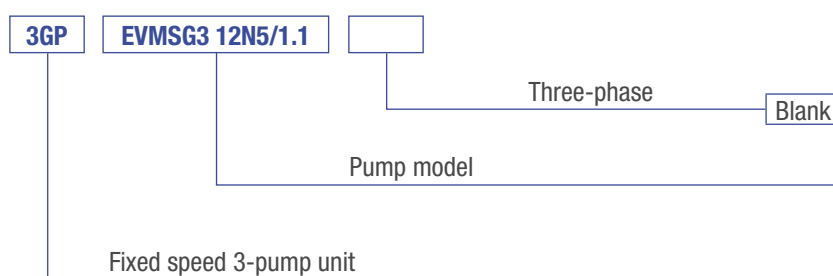 3GP EVMSG3 12N5/1.1
Three-phase Blank
Pump model
Fixed speed 3-pump unit